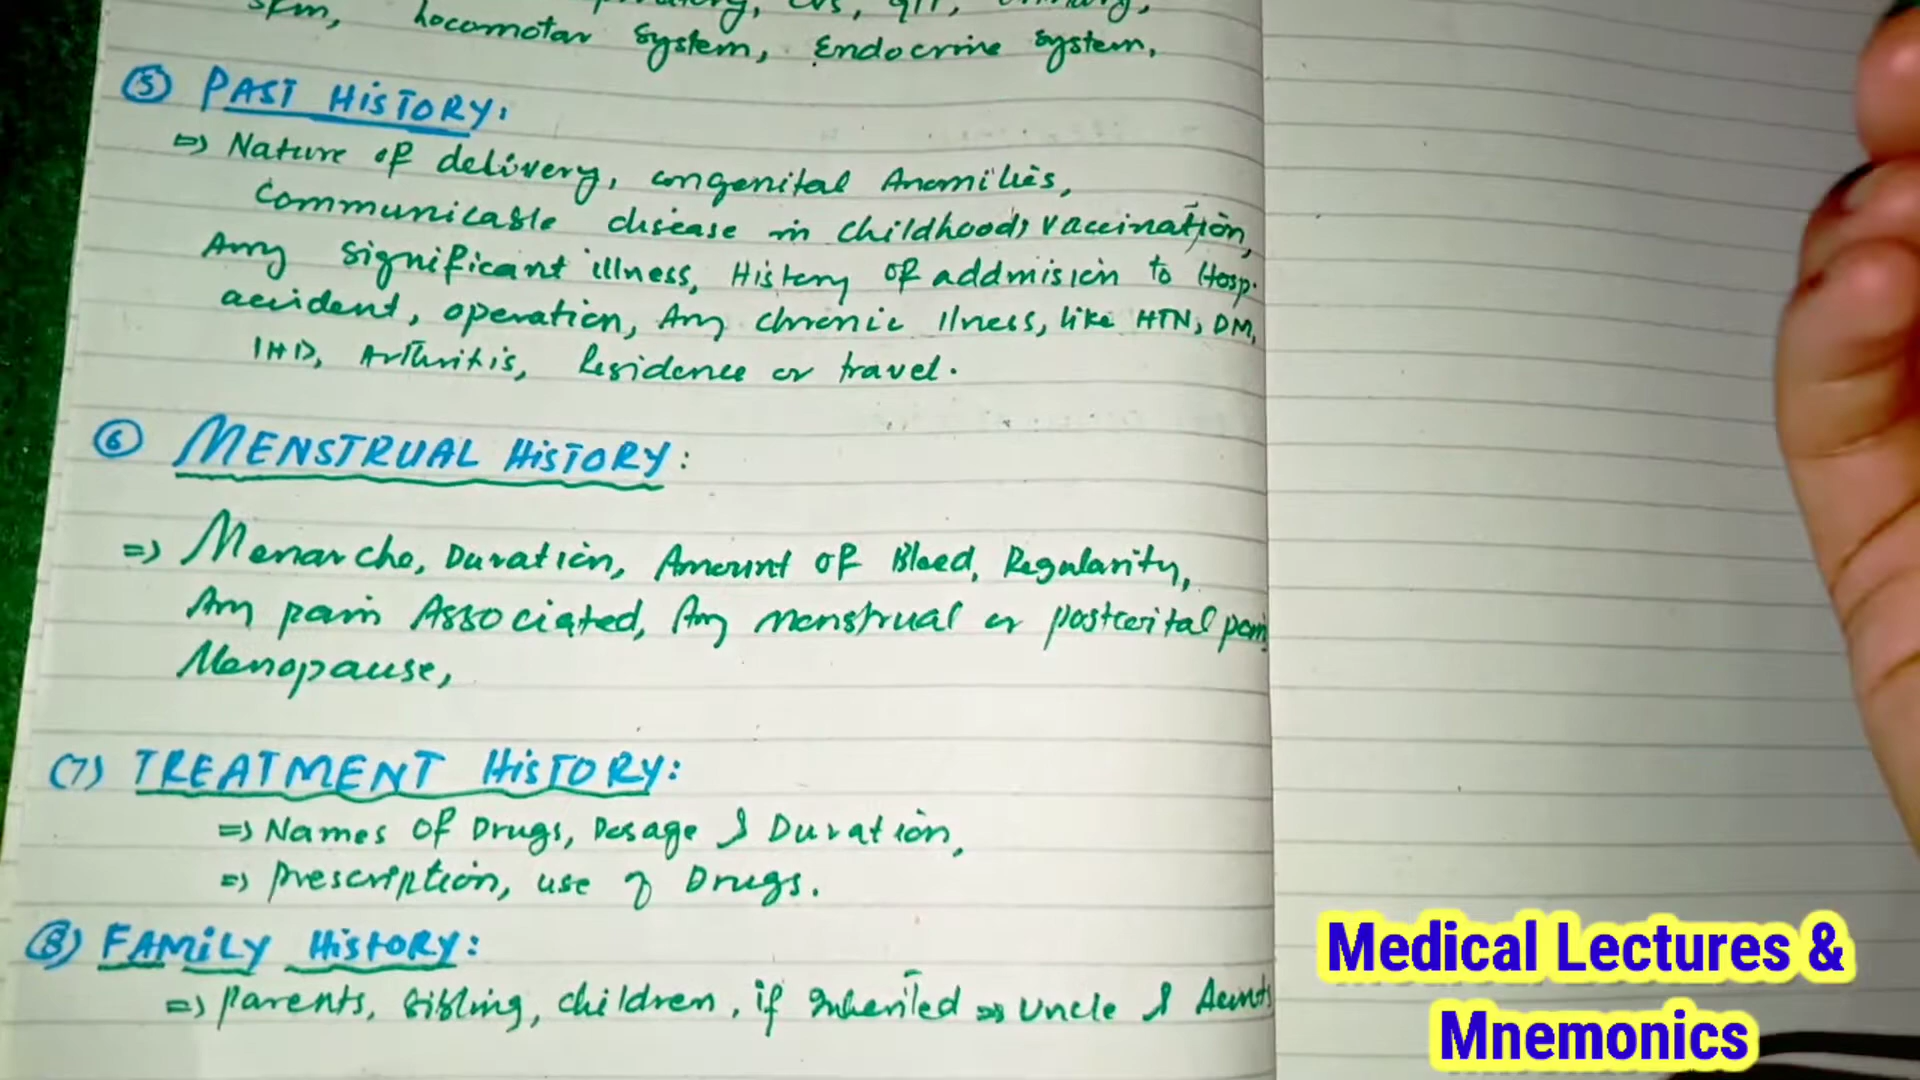 Skin, Locomotar System, Endocrine System,
⑤ PAST HISTORY:
⇒ Nature of delivery, congenital Anamilies,
Communicable disease in childhood, vaccination,
Any significant illness, History of addmision to Hosp.
accident, operation, Any chronic Ilness, like HTN, DM,
IHD, Arthritis, Residence or travel.
⑥ MENSTRUAL HISTORY:
⇒ Menarche, Duration, Amount of Blood, Regularity,
Any pain Associated, Any menstrual or postcoital pain
Menopause,
(7) TREATMENT HISTORY:
⇒ Names of Drugs, Dosage & Duration,
⇒ Prescription, use of Drugs.
⑧ FAMILY HISTORY:
⇒ Parents, Sibling, children, if Inherited ⇒ Uncle & Aunts
Medical Lectures &
Mnemonics